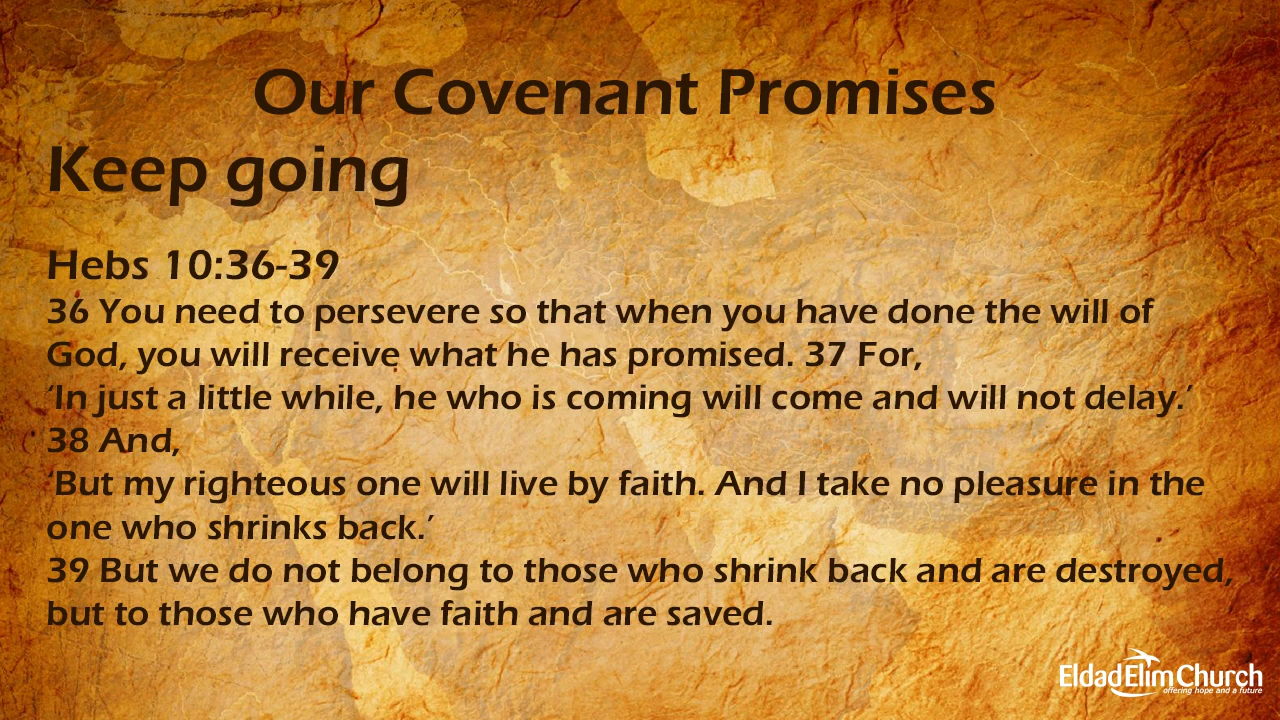 Our Covenant Promises
Keep going
Hebs 10:36-39
36 You need to persevere so that when you have done the will of
God, you will receive what he has promised. 37 For,
‘In just a little while, he who is coming will come and will not delay.’
38 And,
‘But my righteous one will live by faith. And I take no pleasure in the
one who shrinks back.’
39 But we do not belong to those who shrink back and are destroyed,
but to those who have faith and are saved.
Eldad Elim Church
offering hope and a future